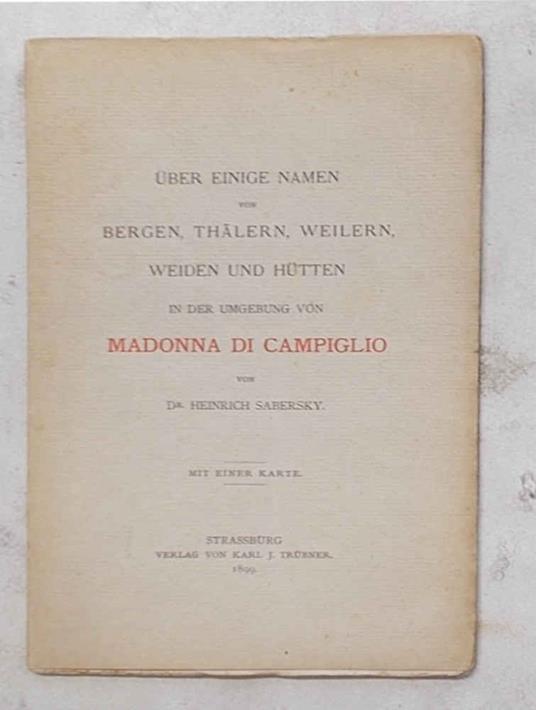 ÜBER EINIGE NAMEN
VON
BERGEN, THÄLERN, WEILERN,
WEIDEN UND HÜTTEN
IN DER UMGEBUNG VON
MADONNA DI CAMPIGLIO
VON
DR. HEINRICH SABERSKY.
MIT EINER KARTE.
STRASSBURG
VERLAG VON KARL J. TRÜBNER.
1899.